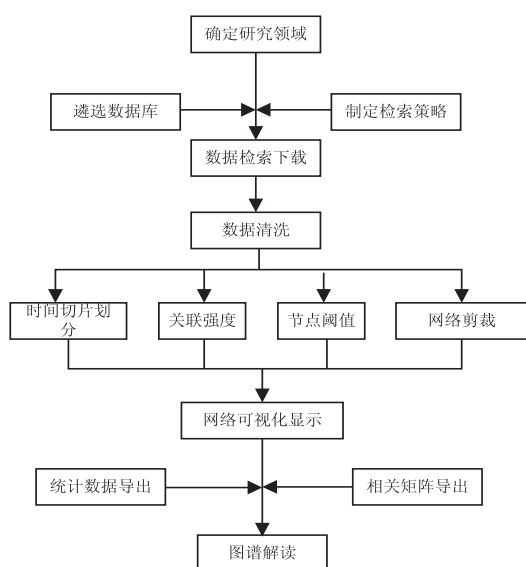 确定研究领域
遴选数据库
制定检索策略
数据检索下载
数据清洗
时间切片划
分
关联强度
节点阈值
网络剪裁
网络可视化显示
统计数据导出
相关矩阵导出
图谱解读